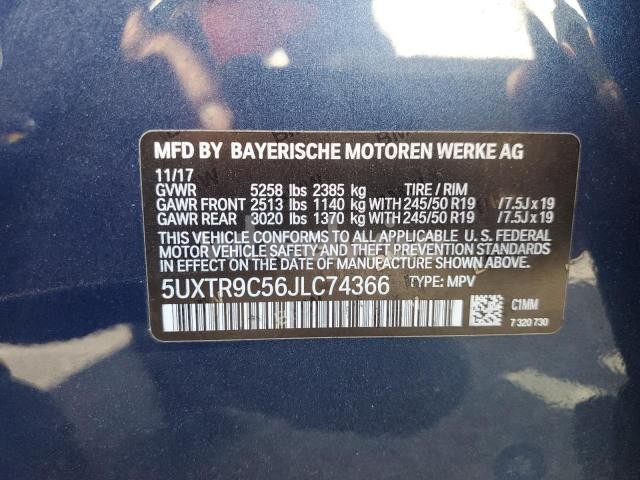 MFD BY BAYERISCHE MOTOREN WERKE AG
11/17
GVWR 5258 lbs 2385 kg TIRE / RIM
GAWR FRONT 2513 lbs 1140 kg WITH 245/50 R19 /7.5J x 19
GAWR REAR 3020 lbs 1370 kg WITH 245/50 R19 /7.5J x 19
THIS VEHICLE CONFORMS TO ALL APPLICABLE U.S. FEDERAL
MOTOR VEHICLE SAFETY AND THEFT PREVENTION STANDARDS
IN EFFECT ON THE DATE OF MANUFACTURE SHOWN ABOVE.
5UXTR9C56JLC74366 TYPE: MPV
C1MM
7 320 730